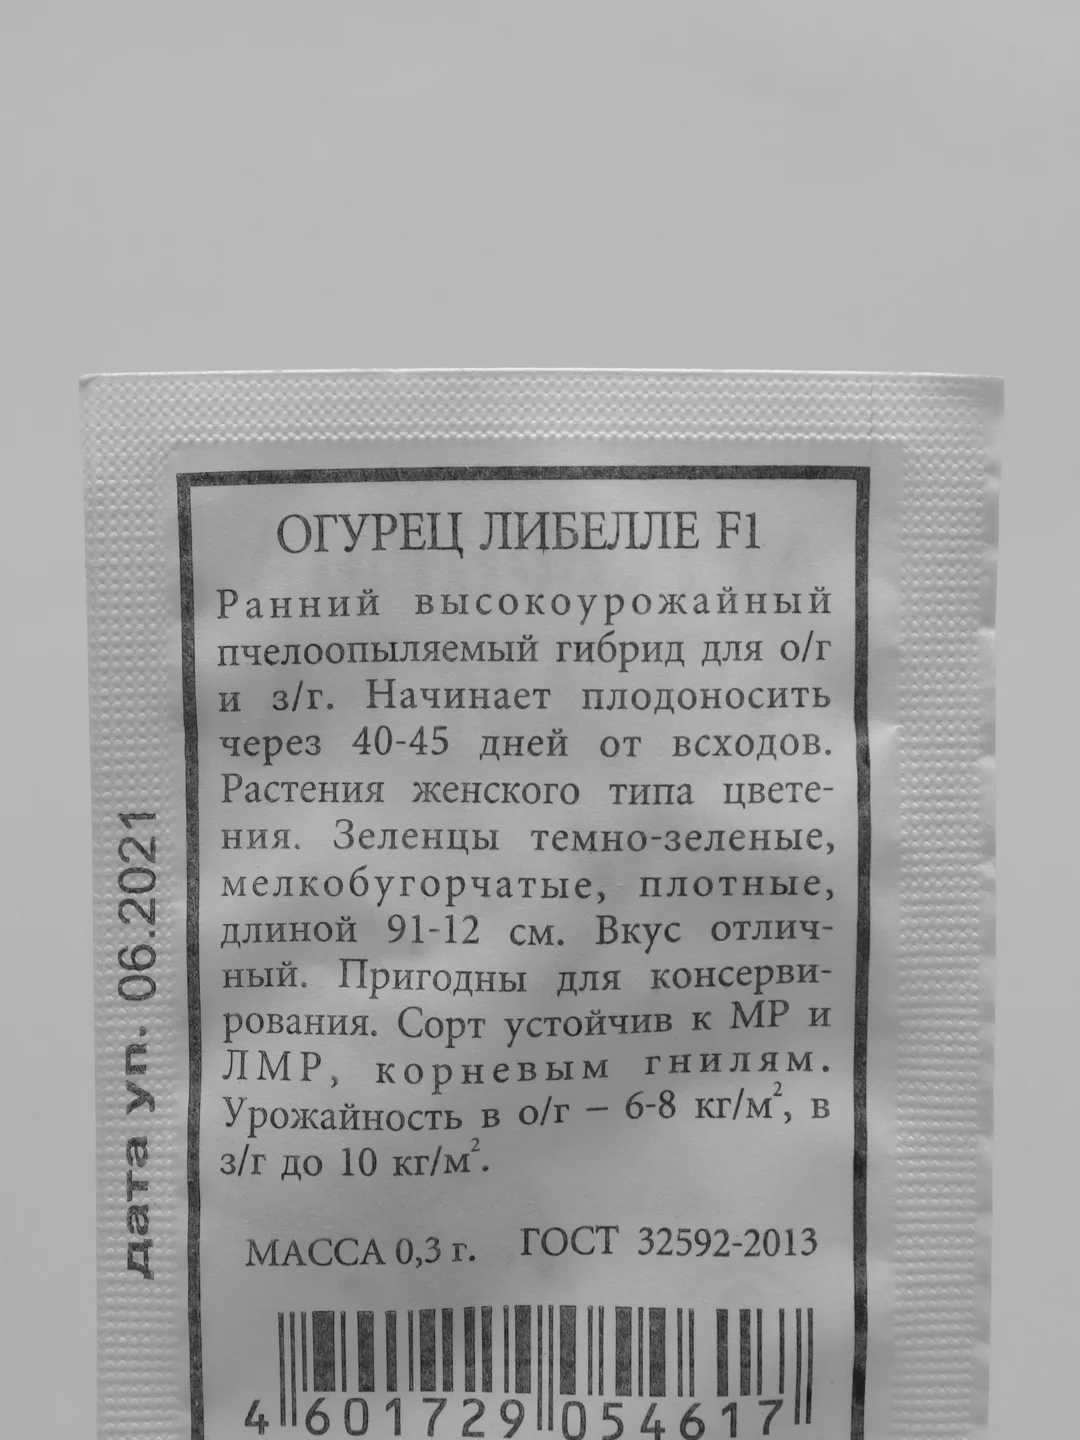 ОГУРЕЦ ЛИБЕЛЛЕ F1
Ранний высокоурожайный
пчелоопыляемый гибрид для о/г
и з/г. Начинает плодоносить
через 40-45 дней от всходов.
Растения женского типа цвете-
ния. Зеленцы темно-зеленые,
мелкобугорчатые, плотные,
длиной 91-12 см. Вкус отлич-
ный. Пригодны для консерви-
рования. Сорт устойчив к МР и
ЛМР, корневым гнилям.
Урожайность в о/г – 6-8 кг/м², в
з/г до 10 кг/м².
МАССА 0,3 г. ГОСТ 32592-2013
4 601729 054617
дата уп. 06.2021